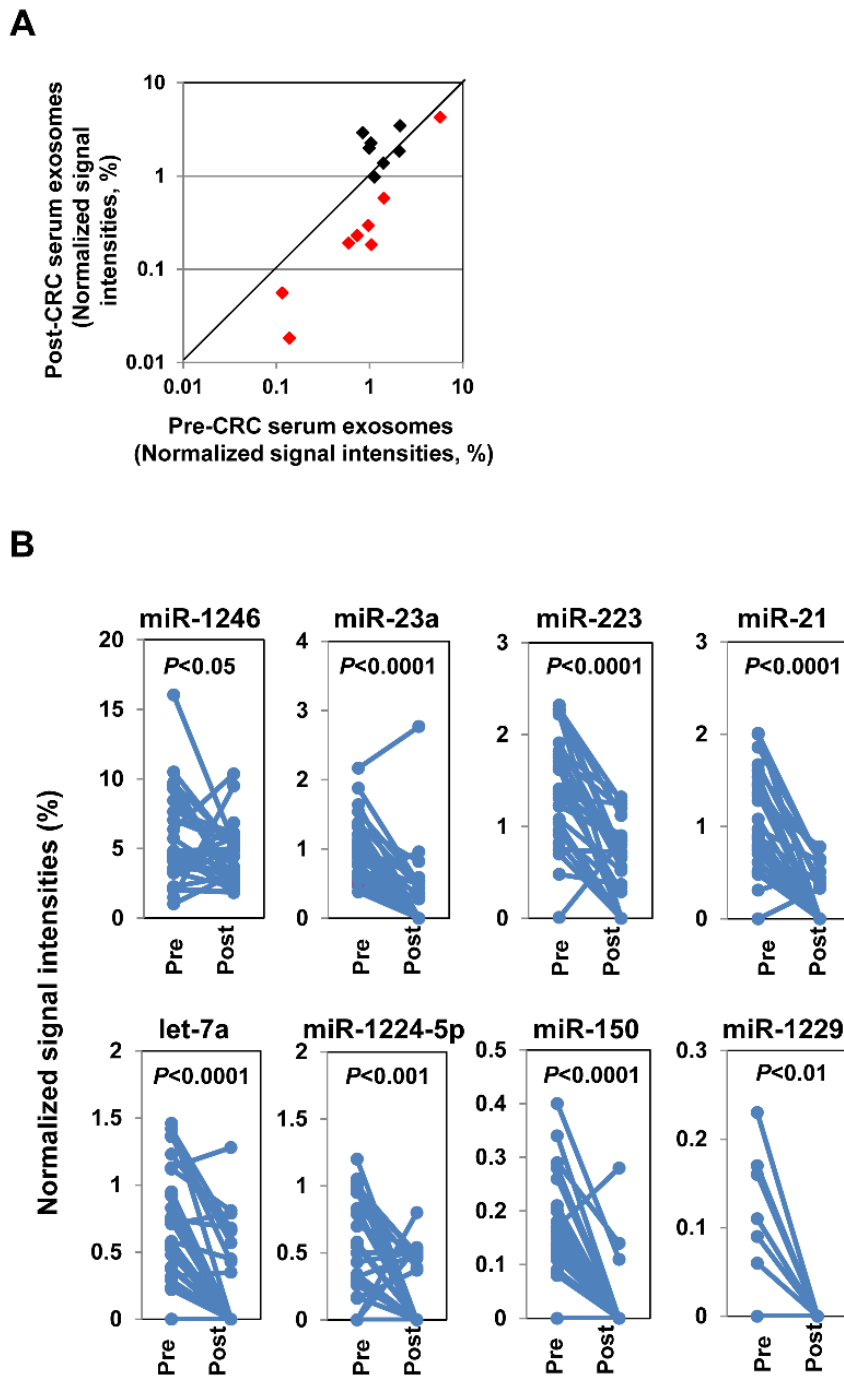 A
10
1
0.1
0.01
0.01
0.1
1
10
Post-CRC serum exosomes
(Normalized signal
intensities, %)
Pre-CRC serum exosomes
(Normalized signal intensities, %)
B
Normalized signal intensities (%)
miR-1246
P<0.05
20
15
10
5
0
Pre
Post
miR-23a
P<0.0001
4
3
2
1
0
Pre
Post
miR-223
P<0.0001
3
2
1
0
Pre
Post
miR-21
P<0.0001
3
2
1
0
Pre
Post
let-7a
P<0.0001
2
1.5
1
0.5
0
Pre
Post
miR-1224-5p
P<0.001
2
1.5
1
0.5
0
Pre
Post
miR-150
P<0.0001
0.5
0.4
0.3
0.2
0.1
0
Pre
Post
miR-1229
P<0.01
0.3
0.2
0.1
0
Pre
Post